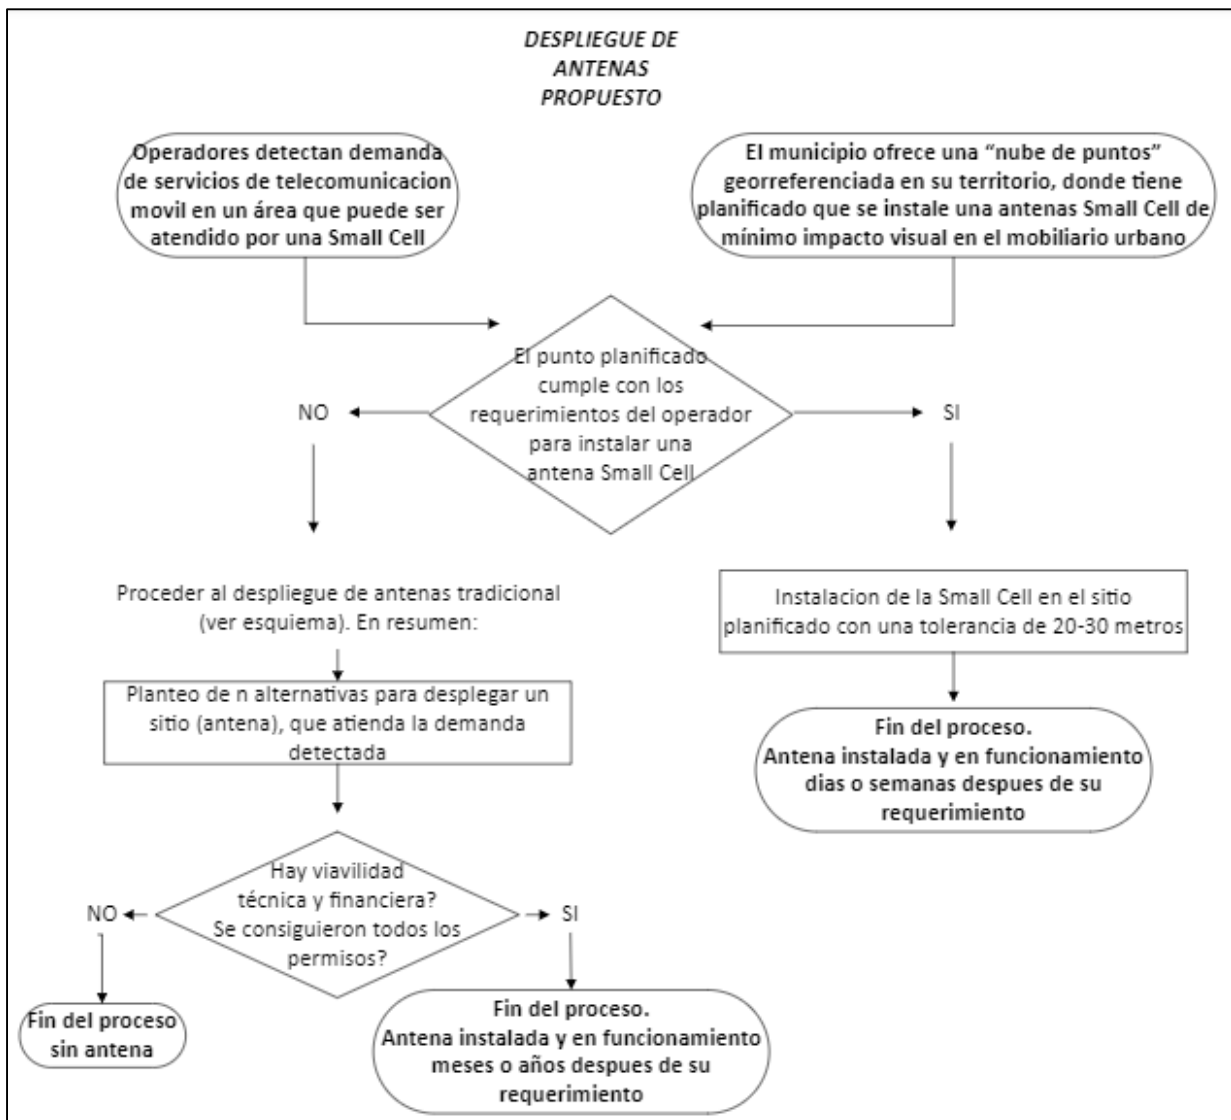 DESPLIEGUE DE
ANTENAS
PROPUESTO
Operadores detectan demanda
de servicios de telecomunicacion
movil en un área que puede ser
atendido por una Small Cell
El municipio ofrece una “nube de puntos”
georreferenciada en su territorio, donde tiene
planificado que se instale una antenas Small Cell de
mínimo impacto visual en el mobiliario urbano
El punto planificado
cumple con los
requerimientos del operador
para instalar una
antena Small Cell
NO
SI
Proceder al despliegue de antenas tradicional
(ver esquiema). En resumen:
Instalacion de la Small Cell en el sitio
planificado con una tolerancia de 20-30 metros
Planteo de n alternativas para desplegar un
sitio (antena), que atienda la demanda
detectada
Fin del proceso.
Antena instalada y en funcionamiento
dias o semanas despues de su
requerimiento
Hay viavilidad
técnica y financiera?
Se consiguieron todos los
permisos?
NO
SI
Fin del proceso
sin antena
Fin del proceso.
Antena instalada y en funcionamiento
meses o años despues de su
requerimiento